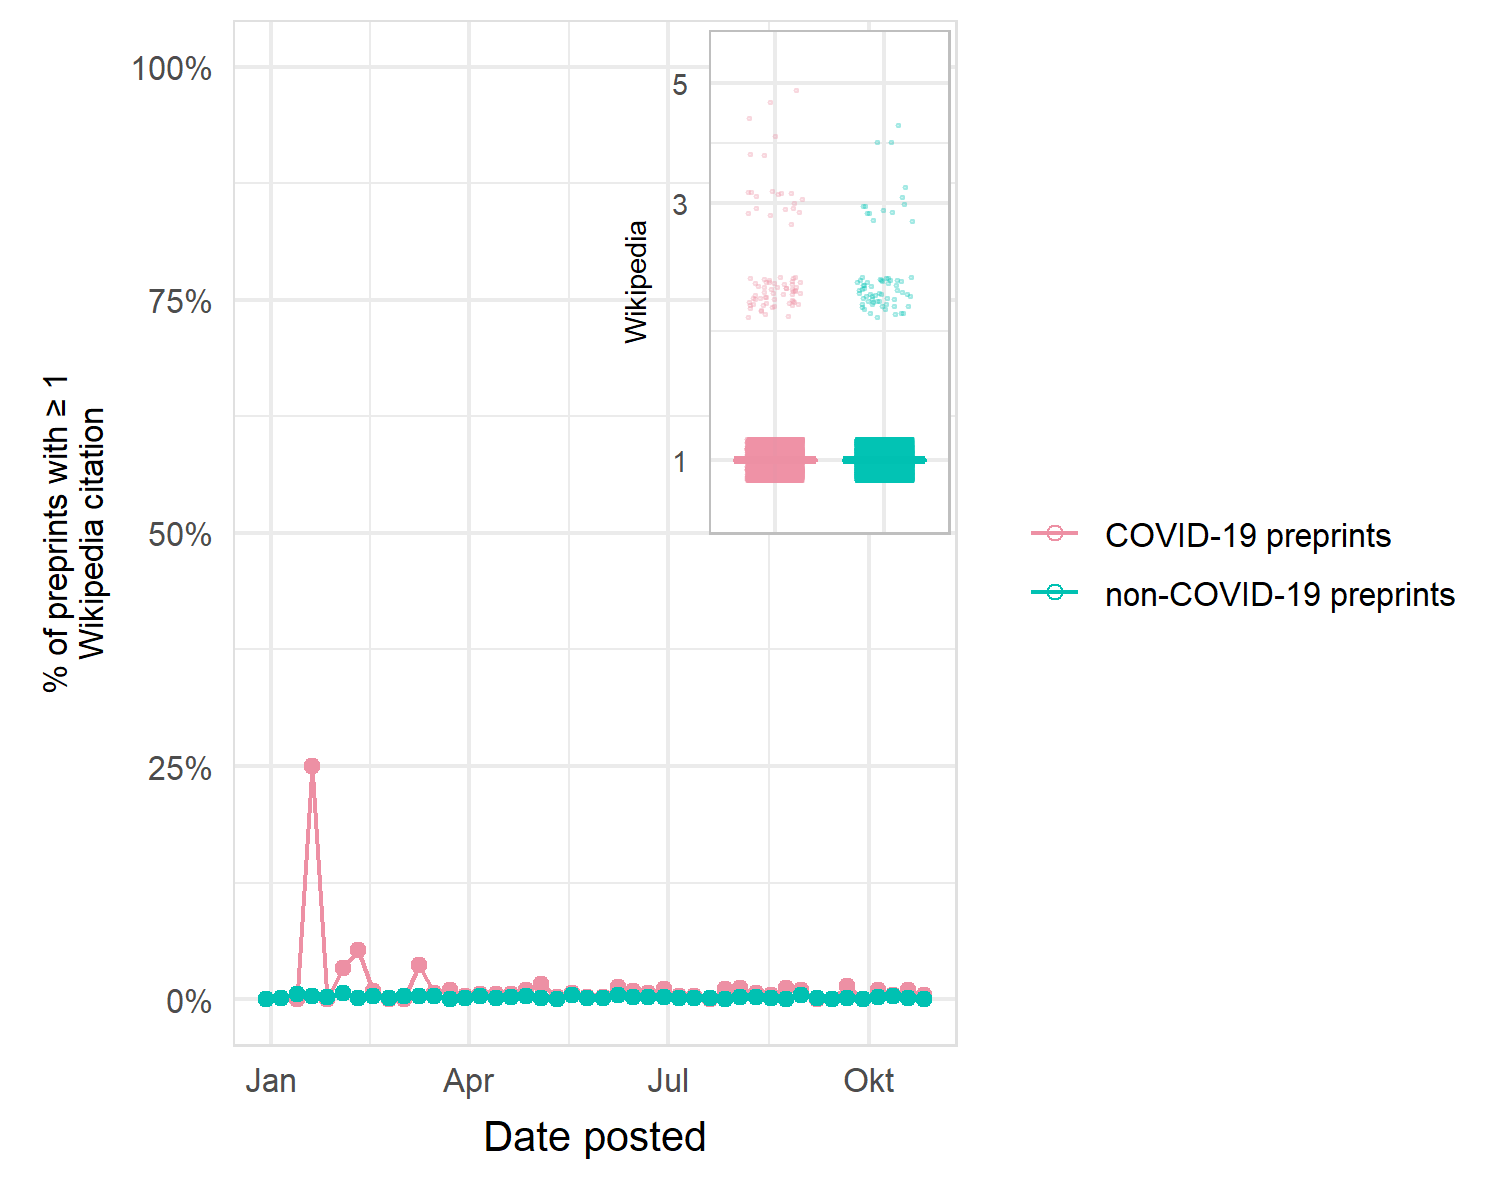 100%
75%
50%
25%
0%
% of preprints with ≥ 1
Wikipedia citation
5
3
1
Wikipedia
COVID-19 preprints
non-COVID-19 preprints
Jan
Apr
Jul
Okt
Date posted